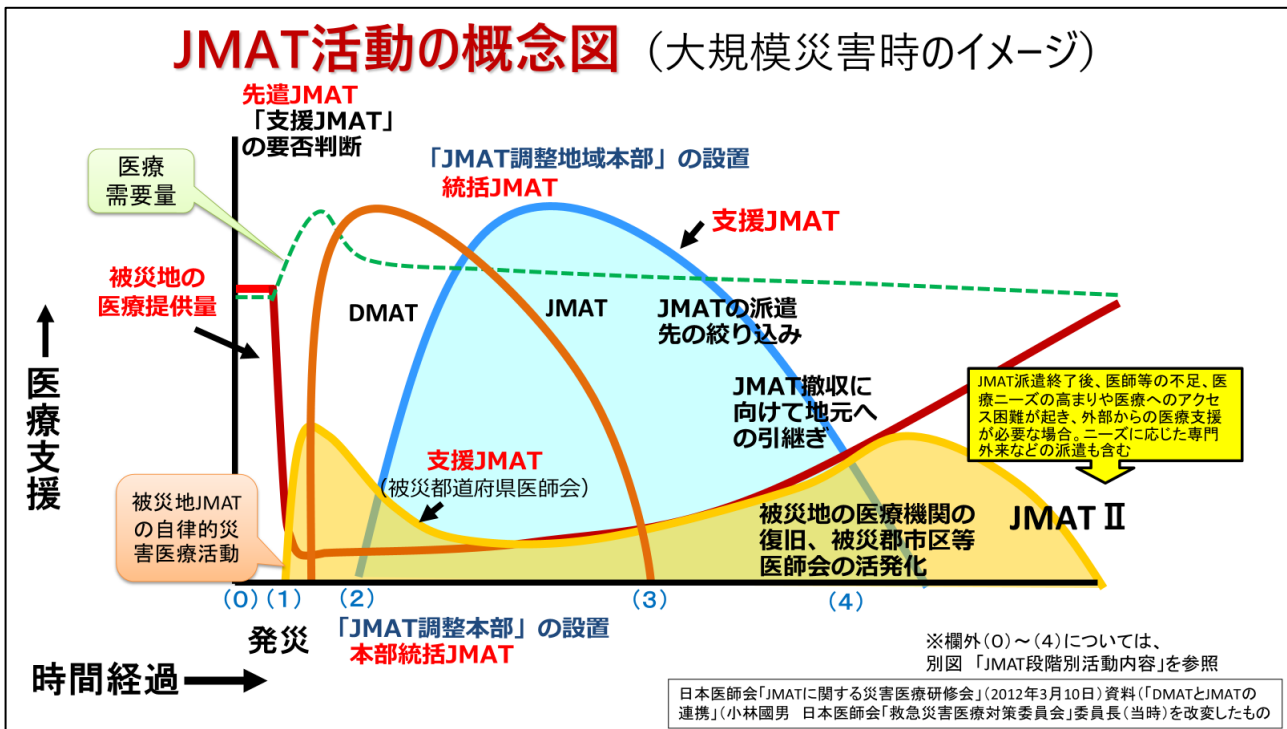 JMAT活動の概念図（大規模災害時のイメージ）
先遣JMAT
「支援JMAT」
の要否判断
医療
需要量
「JMAT調整地域本部」の設置
統括JMAT
支援JMAT
被災地の
医療提供量
DMAT
JMAT
JMATの派遣
先の絞り込み
医療支援
JMAT撤収に
向けて地元へ
の引継ぎ
JMAT派遣終了後、医師等の不足、医
療ニーズの高まりや医療へのアクセ
ス困難が起き、外部からの医療支援
が必要な場合。ニーズに応じた専門
外来などの派遣も含む
支援JMAT
（被災都道府県医師会）
被災地JMAT
の自律的災
害医療活動
被災地の医療機関の
復旧、被災郡市区等
医師会の活発化
JMATⅡ
（0）（1）（2）（3）（4）
発災
「JMAT調整本部」の設置
本部統括JMAT
時間経過
※欄外（0）～（4）については、
別図 「JMAT段階別活動内容」を参照
日本医師会「JMATに関する災害医療研修会」（2012年3月10日）資料（「DMATとJMATの
連携」（小林國男 日本医師会「救急災害医療対策委員会」委員長（当時）を改変したもの